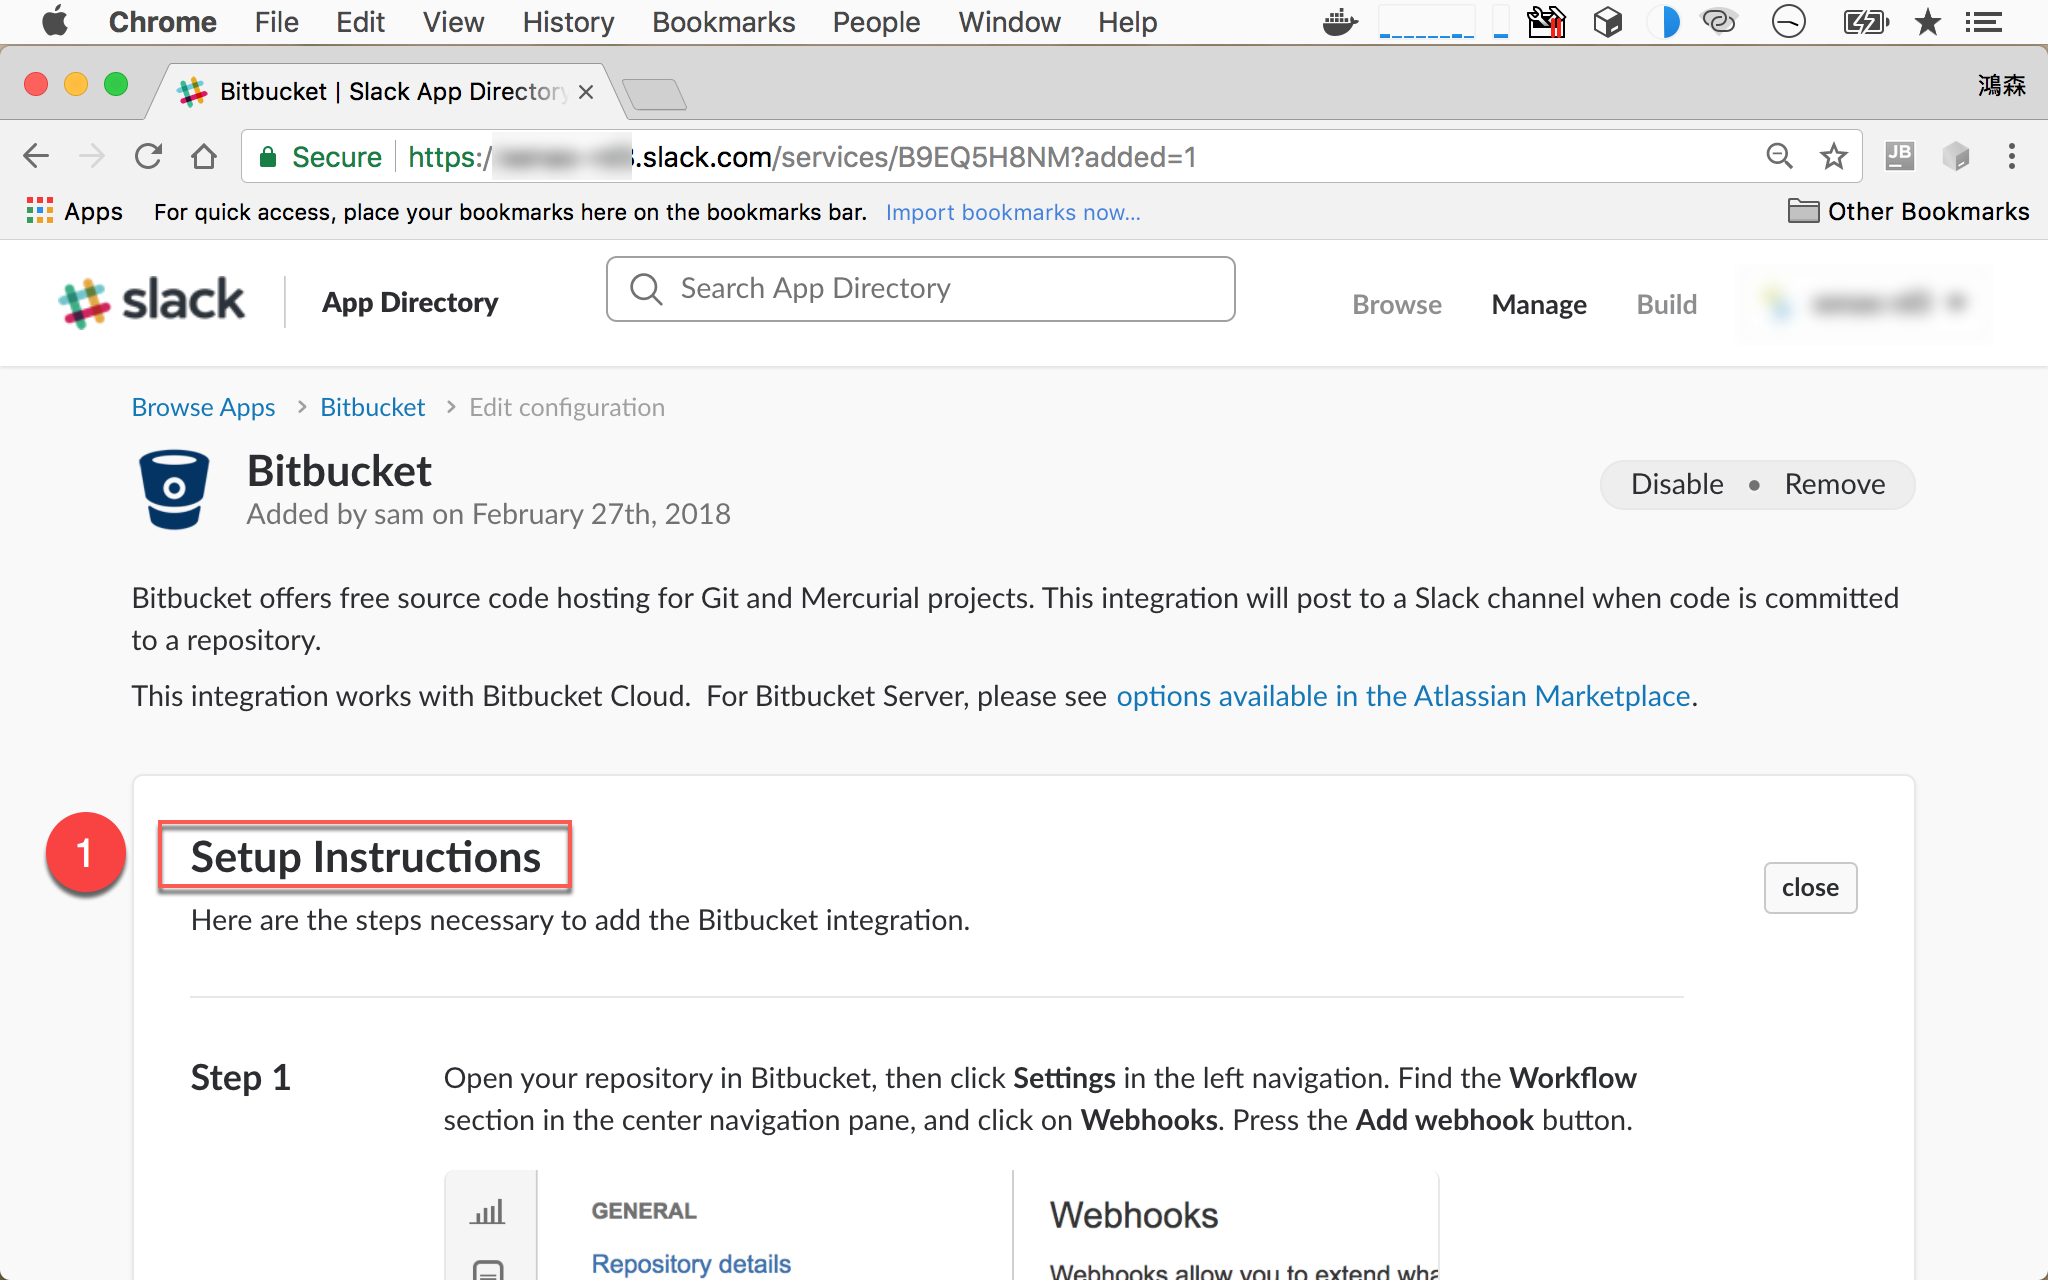 Chrome File Edit View History Bookmarks People Window Help
Bitbucket | Slack App Directory
鴻森
Secure https:/ .slack.com/services/B9EQ5H8NM?added=1
JB
Apps For quick access, place your bookmarks here on the bookmarks bar. Import bookmarks now... Other Bookmarks
slack App Directory Search App Directory Browse Manage Build
Browse Apps > Bitbucket > Edit configuration
Bitbucket
Added by sam on February 27th, 2018
Disable • Remove
Bitbucket offers free source code hosting for Git and Mercurial projects. This integration will post to a Slack channel when code is committed
to a repository.
This integration works with Bitbucket Cloud. For Bitbucket Server, please see options available in the Atlassian Marketplace.
1
Setup Instructions
close
Here are the steps necessary to add the Bitbucket integration.
Step 1
Open your repository in Bitbucket, then click Settings in the left navigation. Find the Workflow
section in the center navigation pane, and click on Webhooks. Press the Add webhook button.
GENERAL
Webhooks
Repository details
Webhooks allow you to extend wha